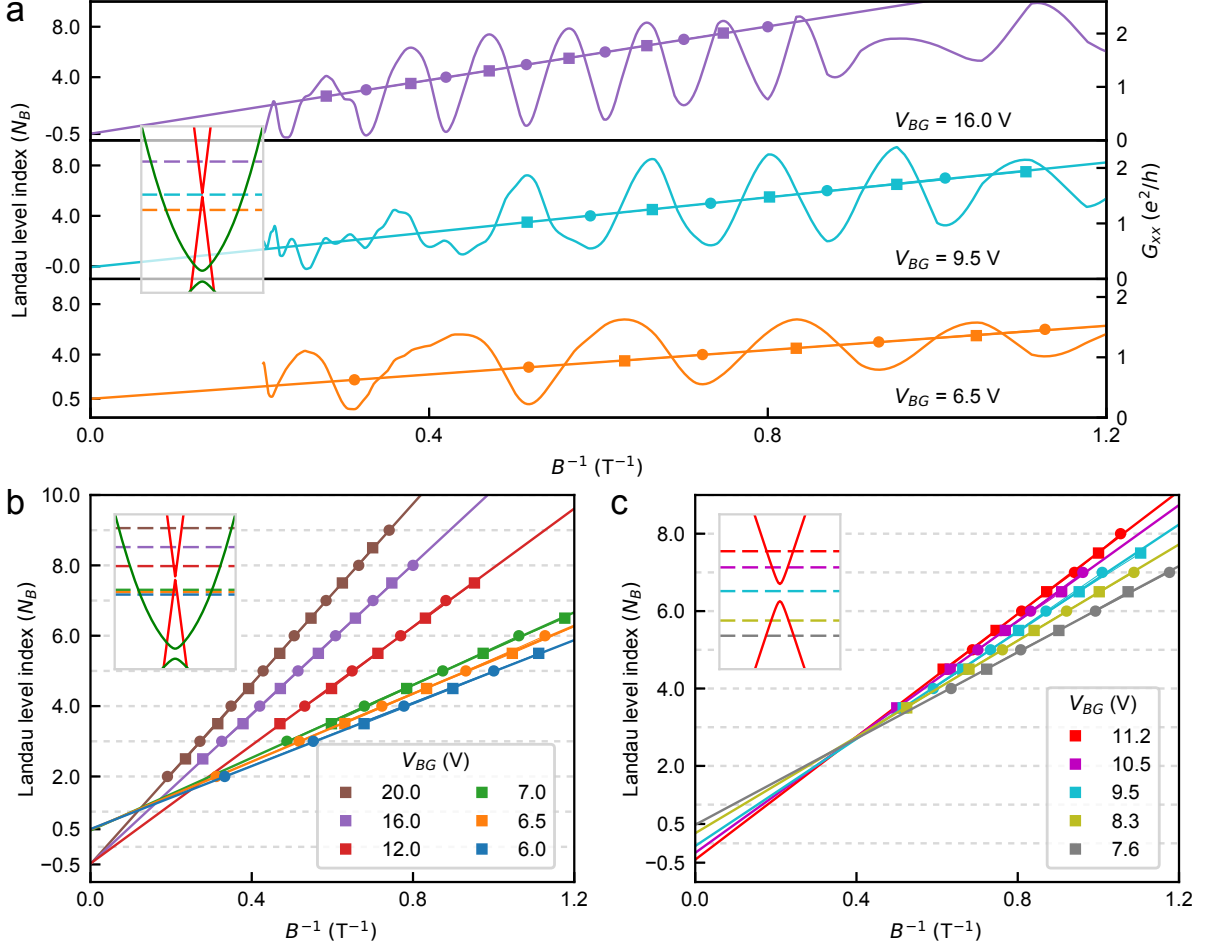 a
8.0
4.0
-0.5
2
1
0
V_BG = 16.0 V
8.0
4.0
-0.0
2
1
0
V_BG = 9.5 V
8.0
4.0
0.5
2
1
0
V_BG = 6.5 V
Landau level index (N_B)
G_xx (e²/h)
0.0 0.4 0.8 1.2
B⁻¹ (T⁻¹)
b
10.0
8.0
6.0
4.0
2.0
0.5
−0.5
Landau level index (N_B)
V_BG (V)
20.0 7.0
16.0 6.5
12.0 6.0
0.0 0.4 0.8 1.2
B⁻¹ (T⁻¹)
c
8.0
6.0
4.0
2.0
0.5
−0.5
Landau level index (N_B)
V_BG (V)
11.2
10.5
9.5
8.3
7.6
0.0 0.4 0.8 1.2
B⁻¹ (T⁻¹)